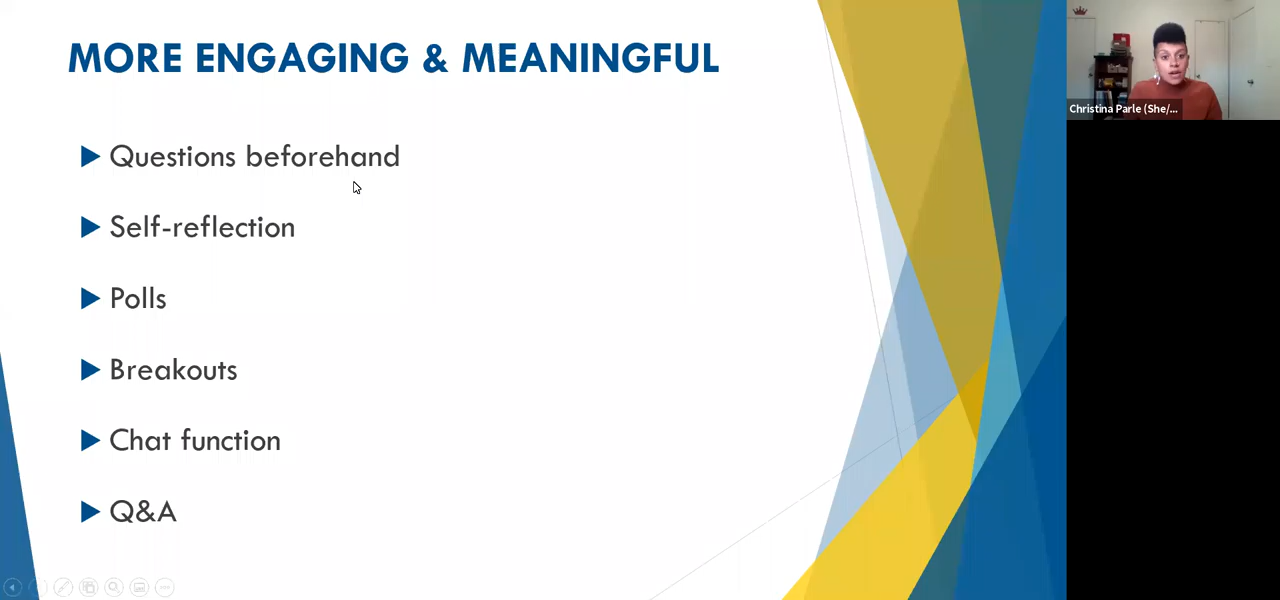 MORE ENGAGING & MEANINGFUL
Questions beforehand
Self-reflection
Polls
Breakouts
Chat function
Q&A
Christina Parle (She/...